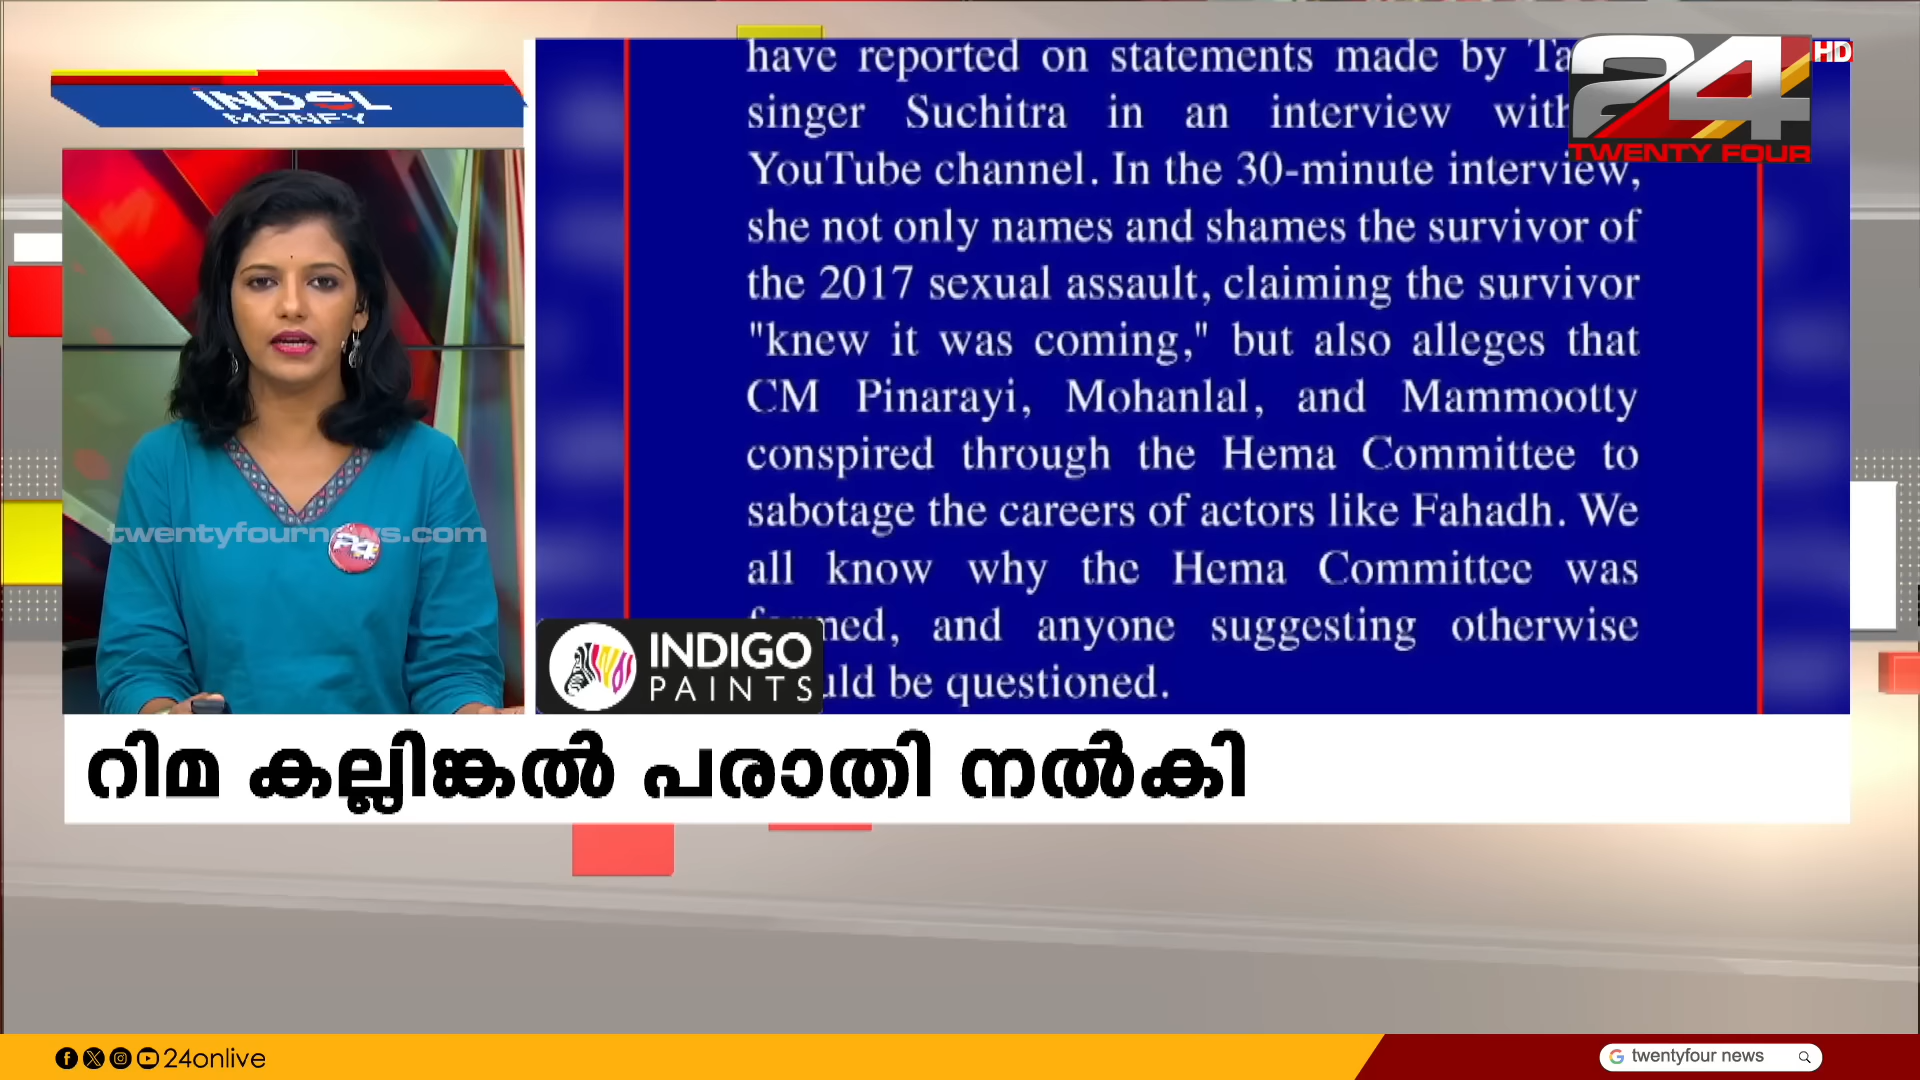 INDEL
MONEY
have reported on statements made by
singer Suchitra in an interview with
YouTube channel. In the 30-minute interview,
she not only names and shames the survivor of
the 2017 sexual assault, claiming the survivor
"knew it was coming," but also alleges that
CM Pinarayi, Mohanlal, and Mammootty
conspired through the Hema Committee to
sabotage the careers of actors like Fahadh. We
all know why the Hema Committee was
and anyone suggesting otherwise
be questioned.
24 HD
TWENTY FOUR
twentyfournews.com
24
INDIGO
PAINTS
റിമ കല്ലിങ്കൽ പരാതി നൽകി
24onlive
twentyfour news